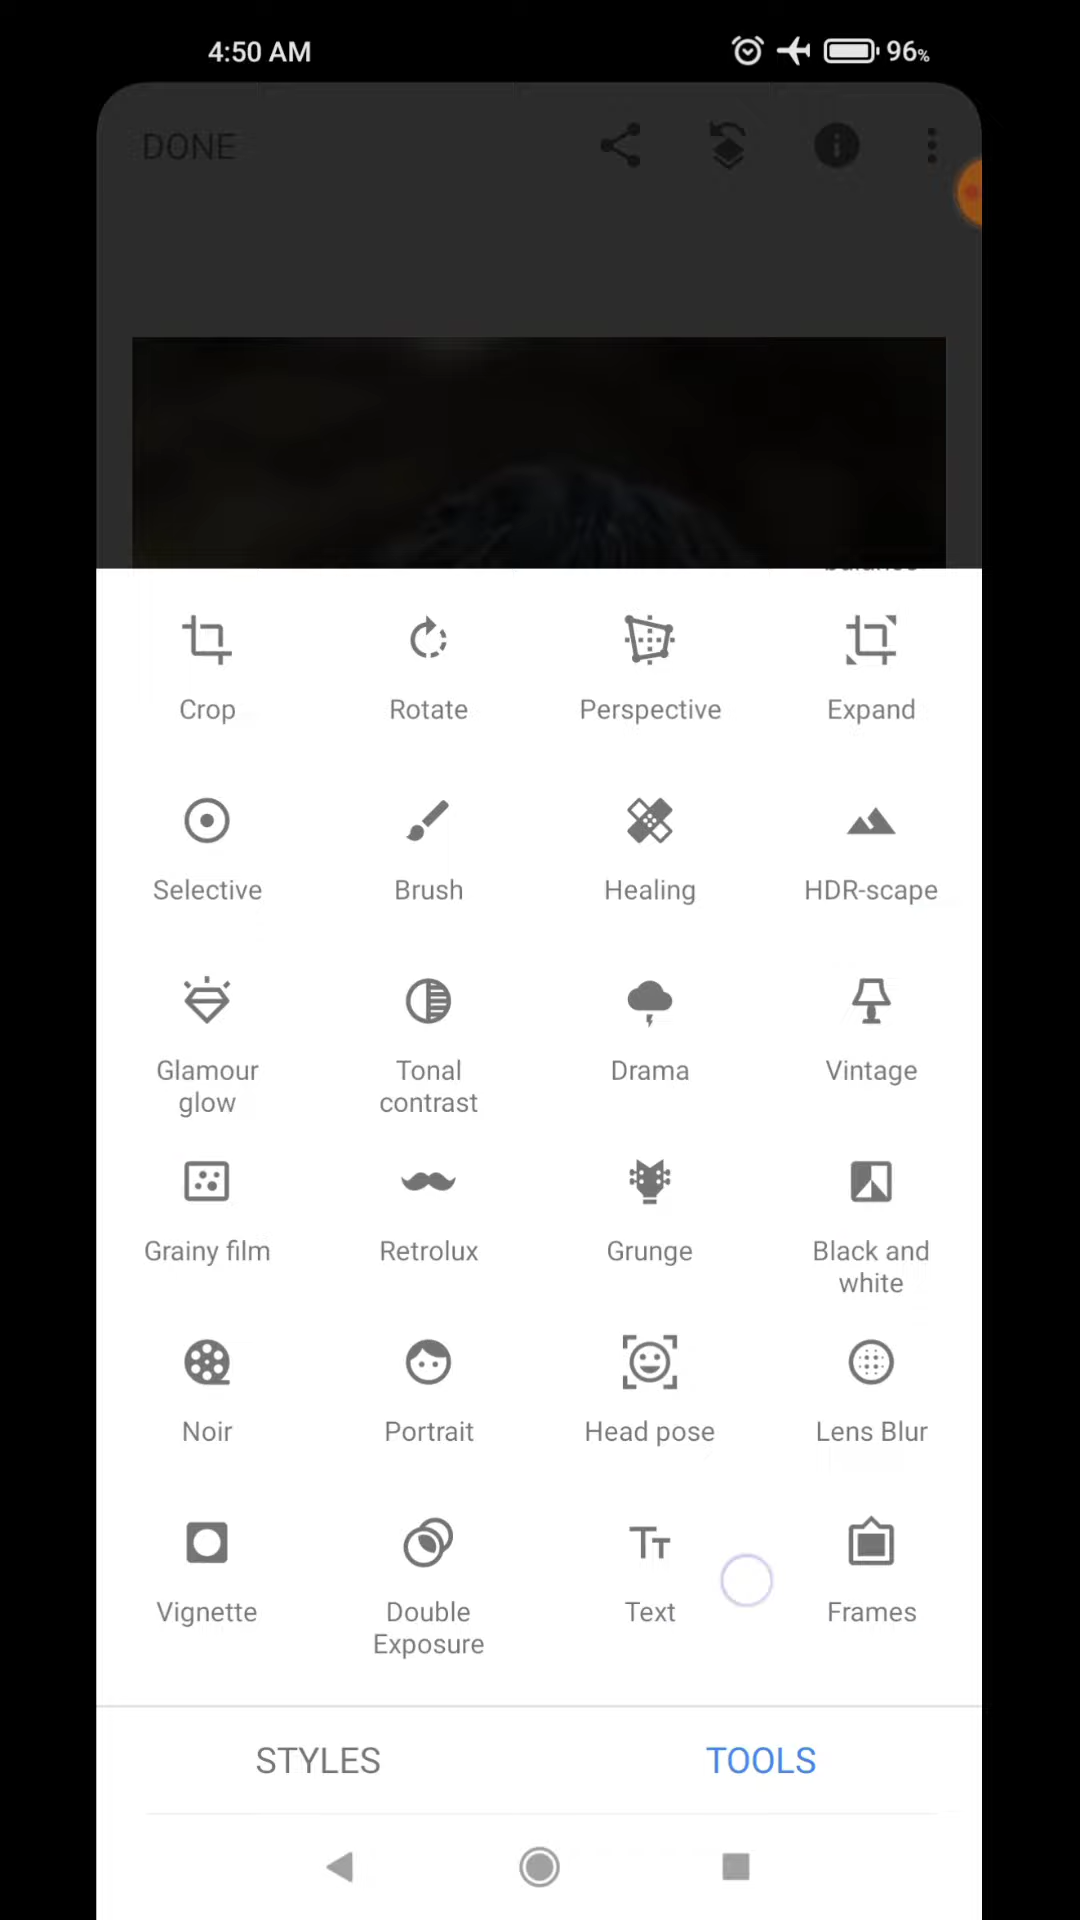 4:50 AM
96%
DONE
Crop
Rotate
Perspective
Expand
Selective
Brush
Healing
HDR-scape
Glamour
glow
Tonal
contrast
Drama
Vintage
Grainy film
Retrolux
Grunge
Black and
white
Noir
Portrait
Head pose
Lens Blur
Vignette
Double
Exposure
Text
Frames
STYLES
TOOLS